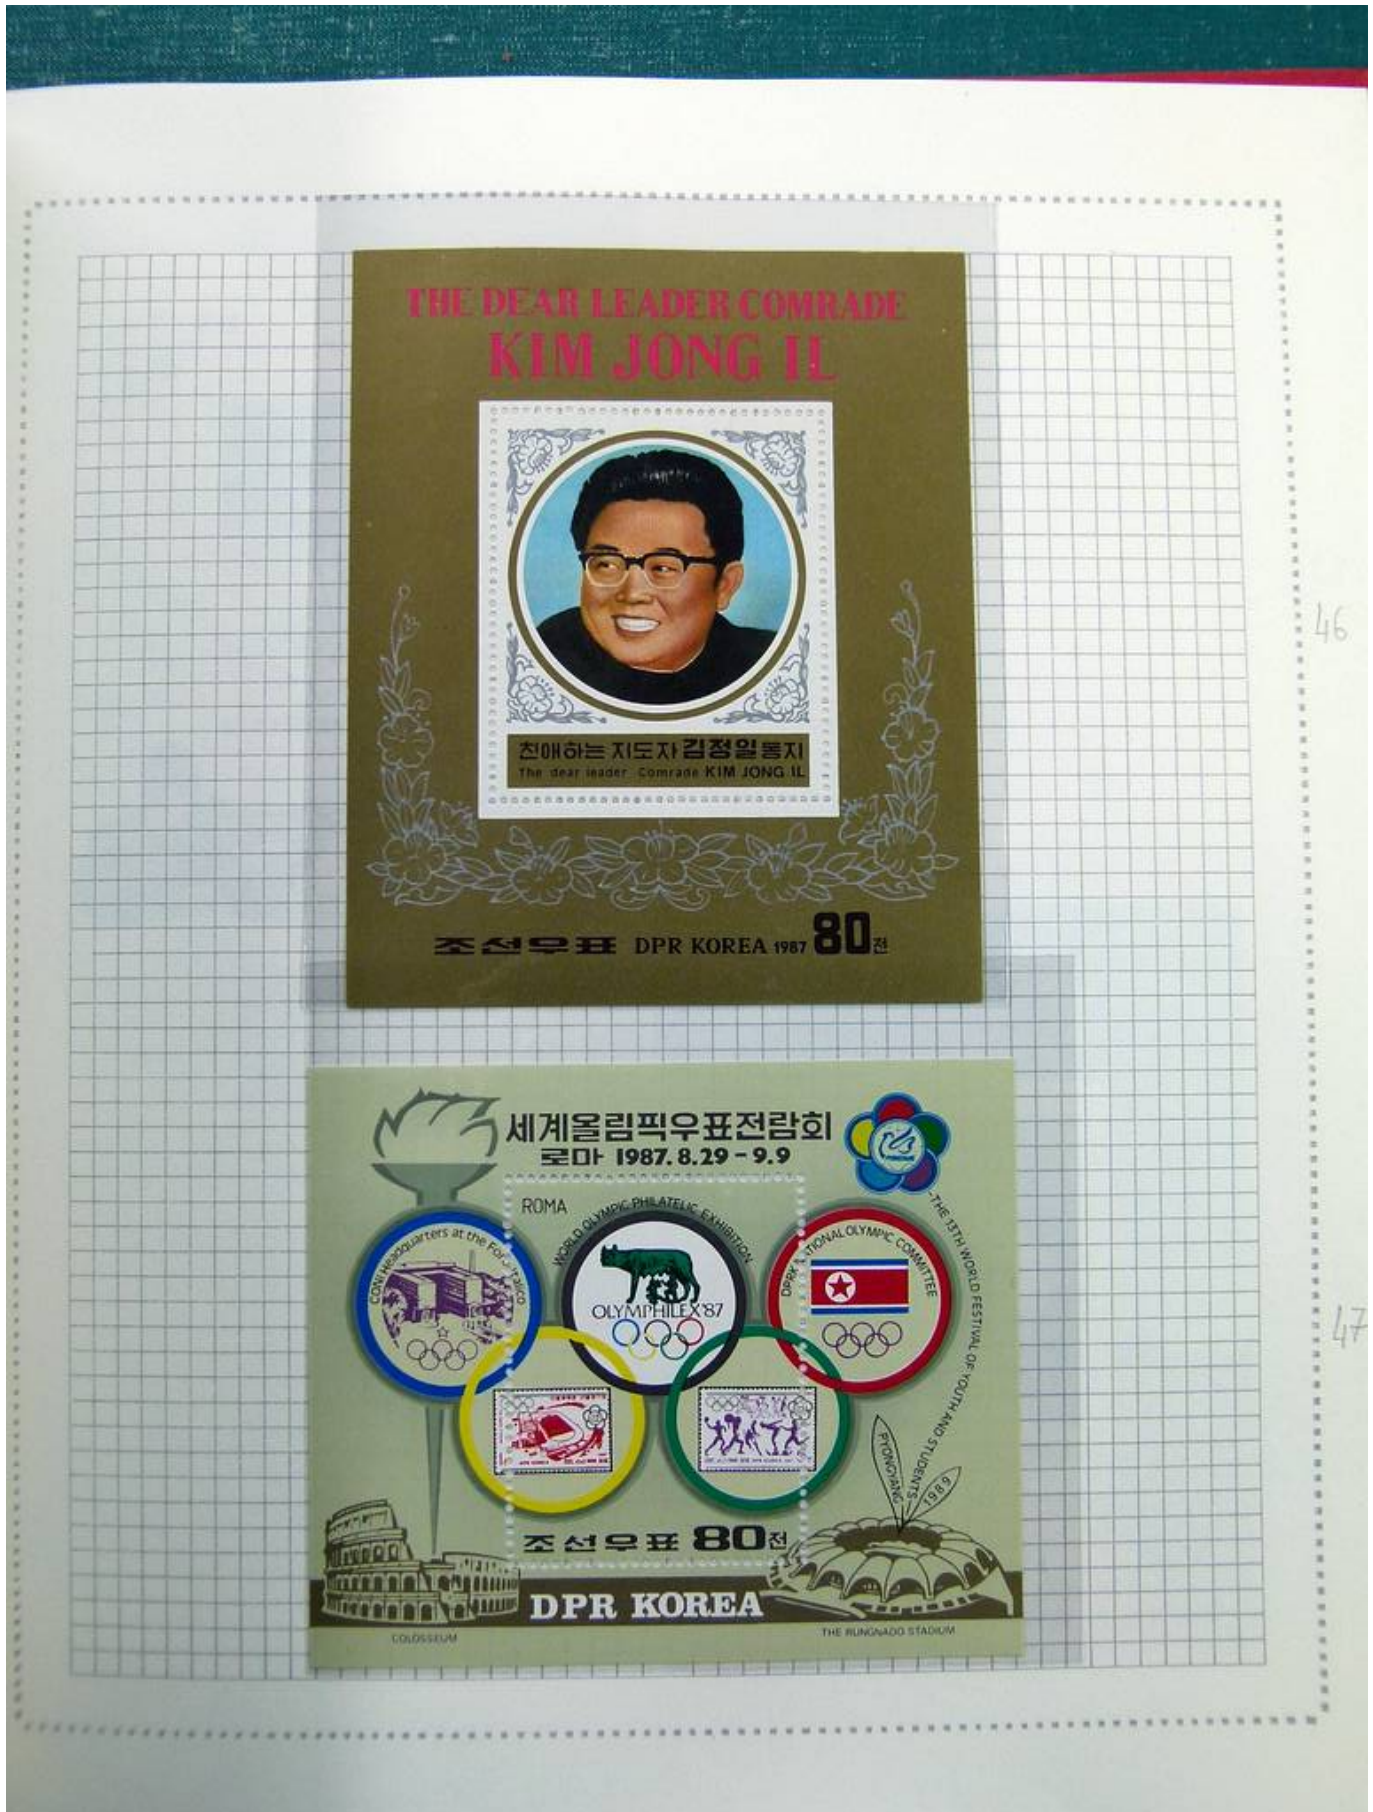 THE DEAR LEADER COMRADE
KIM JONG IL
친애하는 지도자 김정일동지
The dear leader Comrade KIM JONG IL
조선우표 DPR KOREA 1987 80전
46
세계올림픽우표전람회
로마 1987.8.29-9.9
ROMA
WORLD OLYMPIC PHILATELIC EXHIBITION
CONI Headquarters at the
OLYMPHILEX'87
DPRK NATIONAL OLYMPIC COMMITTEE
THE 13TH WORLD FESTIVAL OF YOUTH AND STUDENTS
PYONGYANG
1989
47
조선우표 80전
DPR KOREA
COLOSSEUM
THE RUNGNADO STADIUM